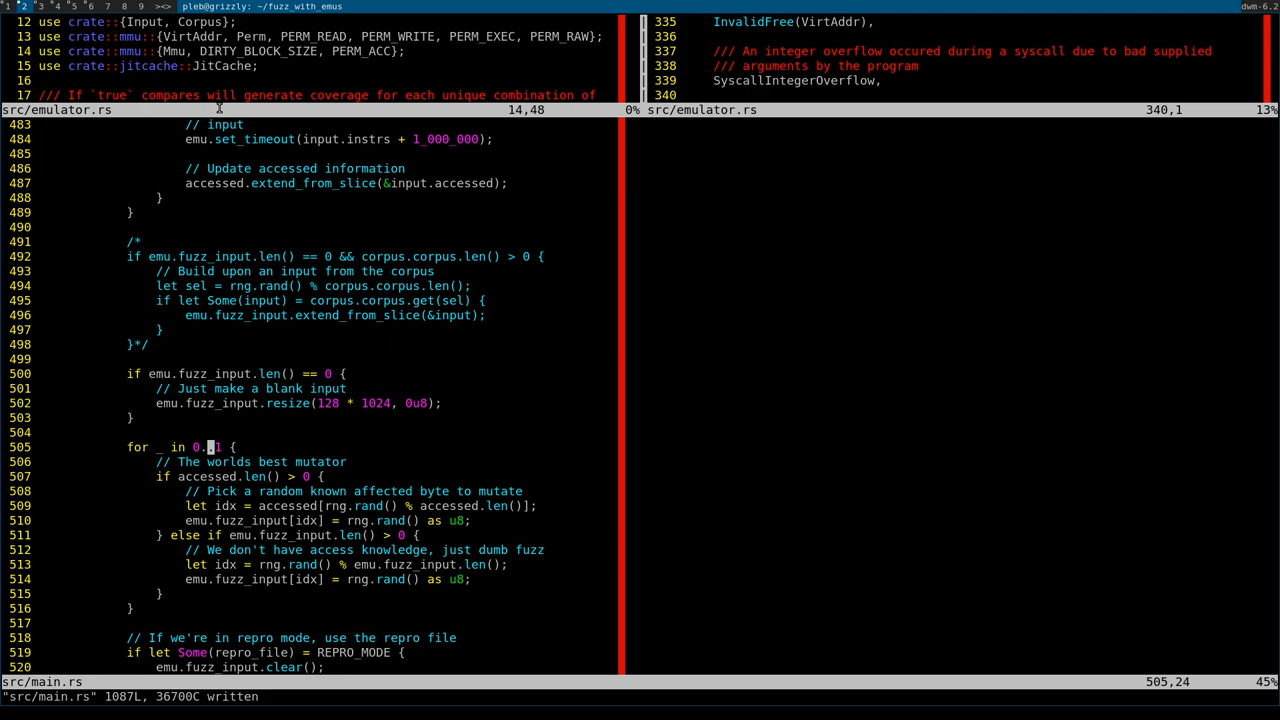 1 2 3 4 5 6 7 8 9 ><> pleb@grizzly: ~/fuzz_with_emus dwm-6.2
12 use crate::{Input, Corpus};
13 use crate::mmu::{VirtAddr, Perm, PERM_READ, PERM_WRITE, PERM_EXEC, PERM_RAW};
14 use crate::mmu::{Mmu, DIRTY_BLOCK_SIZE, PERM_ACC};
15 use crate::jitcache::JitCache;
16
17 /// If `true` compares will generate coverage for each unique combination of
src/emulator.rs 14,48 0%
335 InvalidFree(VirtAddr),
336
337 /// An integer overflow occured during a syscall due to bad supplied
338 /// arguments by the program
339 SyscallIntegerOverflow,
340
src/emulator.rs 340,1 13%
483 // input
484 emu.set_timeout(input.instrs + 1_000_000);
485
486 // Update accessed information
487 accessed.extend_from_slice(&input.accessed);
488 }
489 }
490
491 /*
492 if emu.fuzz_input.len() == 0 && corpus.corpus.len() > 0 {
493 // Build upon an input from the corpus
494 let sel = rng.rand() % corpus.corpus.len();
495 if let Some(input) = corpus.corpus.get(sel) {
496 emu.fuzz_input.extend_from_slice(&input);
497 }
498 }*/
499
500 if emu.fuzz_input.len() == 0 {
501 // Just make a blank input
502 emu.fuzz_input.resize(128 * 1024, 0u8);
503 }
504
505 for _ in 0..1 {
506 // The worlds best mutator
507 if accessed.len() > 0 {
508 // Pick a random known affected byte to mutate
509 let idx = accessed[rng.rand() % accessed.len()];
510 emu.fuzz_input[idx] = rng.rand() as u8;
511 } else if emu.fuzz_input.len() > 0 {
512 // We don't have access knowledge, just dumb fuzz
513 let idx = rng.rand() % emu.fuzz_input.len();
514 emu.fuzz_input[idx] = rng.rand() as u8;
515 }
516 }
517
518 // If we're in repro mode, use the repro file
519 if let Some(repro_file) = REPRO_MODE {
520 emu.fuzz_input.clear();
src/main.rs 505,24 45%
"src/main.rs" 1087L, 36700C written